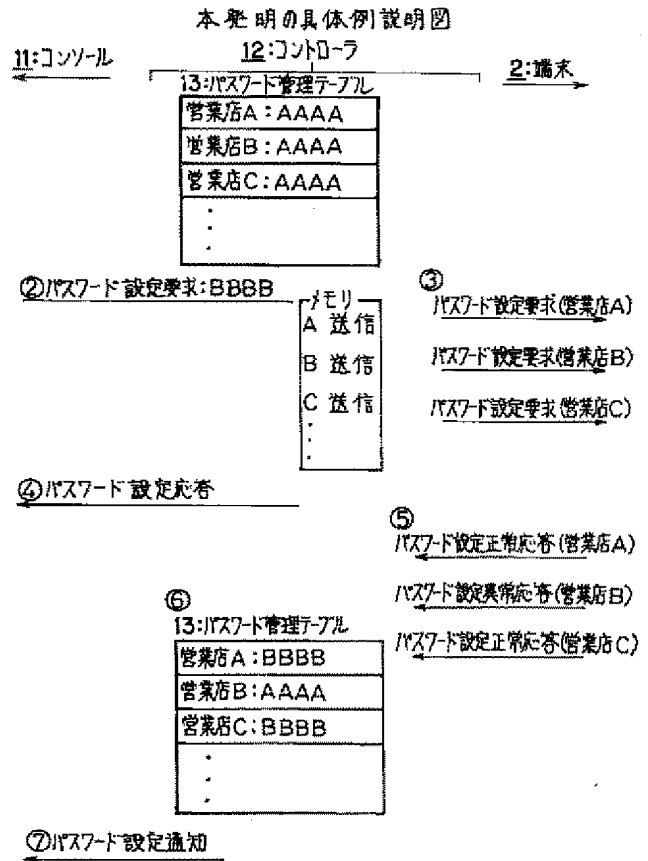 本発明の具体例説明図
11:コンソール
12:コントローラ
2:端末
13:パスワード管理テーブル
営業店A:AAAA
営業店B:AAAA
営業店C:AAAA
②パスワード設定要求:BBBB
メモリ
A 送信
B 送信
C 送信
③
パスワード設定要求(営業店A)
パスワード設定要求(営業店B)
パスワード設定要求(営業店C)
④パスワード設定応答
⑤
パスワード設定正常応答(営業店A)
パスワード設定異常応答(営業店B)
パスワード設定正常応答(営業店C)
⑥
13:パスワード管理テーブル
営業店A:BBBB
営業店B:AAAA
営業店C:BBBB
⑦パスワード設定通知